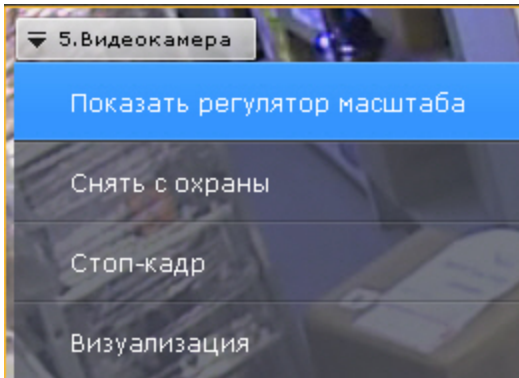 5.Видеокамера
Показать регулятор масштаба
Снять с охраны
Стоп-кадр
Визуализация